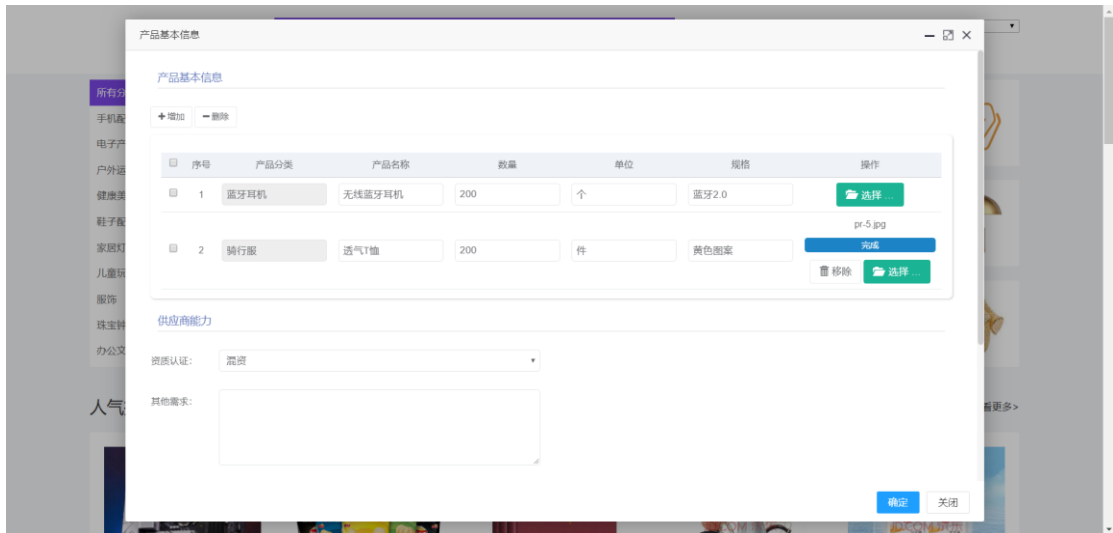 产品基本信息
产品基本信息
所有分
增加 删除
手机配
电子产
序号 产品分类 产品名称 数量 单位 规格 操作
户外运
健康美
1 蓝牙耳机 无线蓝牙耳机 200 个 蓝牙2.0 选择 ...
鞋子配
pr-5.jpg
家居灯
2 骑行服 透气T恤 200 件 黄色图案 完成
儿童玩
移除 选择 ...
服饰
珠宝钟
供应商能力
办公文
资质认证: 混资
人气
其他需求:
看更多>
确定 关闭